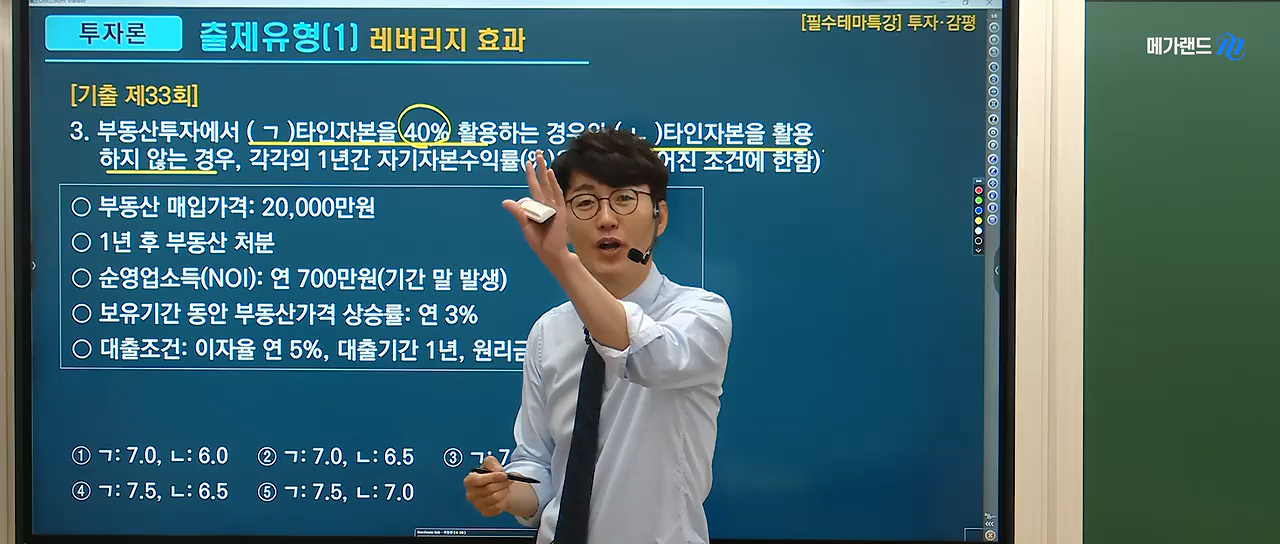 투자론 출제유형(1) 레버리지 효과
[필수테마특강] 투자·감평
메가랜드
[기출 제33회]
3. 부동산투자에서 ( ㄱ )타인자본을 40% 활용하는 )타인자본을 활용
하지 않는 경우, 각각의 1년간 자기자본수익률(%) 조건에 한함)
○ 부동산 매입가격: 20,000만원
○ 1년 후 부동산 처분
○ 순영업소득(NOI): 연 700만원(기간 말 발생)
○ 보유기간 동안 부동산가격 상승률: 연 3%
○ 대출조건: 이자율 연 5%, 대출기간 1년,
① ㄱ: 7.0, ㄴ: 6.0 ② ㄱ: 7.0, ㄴ: 6.5 ③ ㄱ:
④ ㄱ: 7.5, ㄴ: 6.5 ⑤ ㄱ: 7.5, ㄴ: 7.0